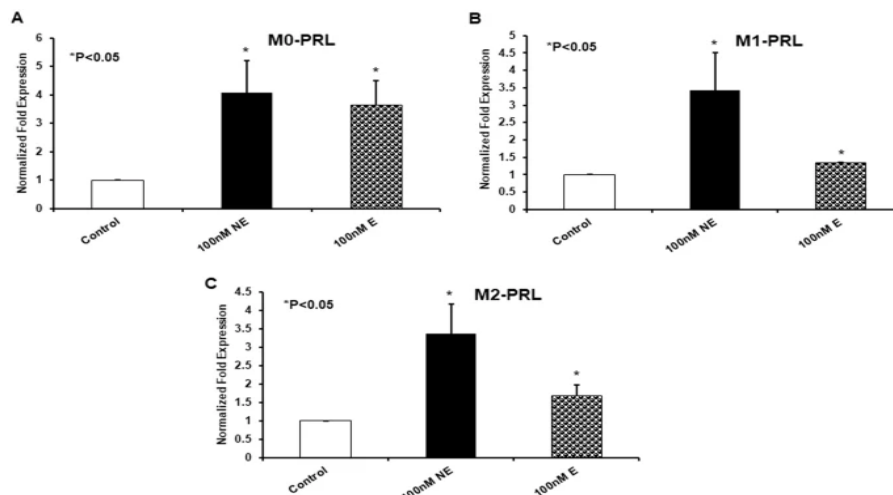 A
M0-PRL
*P<0.05
Normalized Fold Expression
6
5
4
3
2
1
0
*
*
Control
100nM NE
100nM E
B
M1-PRL
*P<0.05
Normalized Fold Expression
5
4.5
4
3.5
3
2.5
2
1.5
1
0.5
0
*
*
Control
100nM NE
100nM E
C
M2-PRL
*P<0.05
Normalized Fold Expression
4.5
4
3.5
3
2.5
2
1.5
1
0.5
0
*
*
Control
100nM NE
100nM E